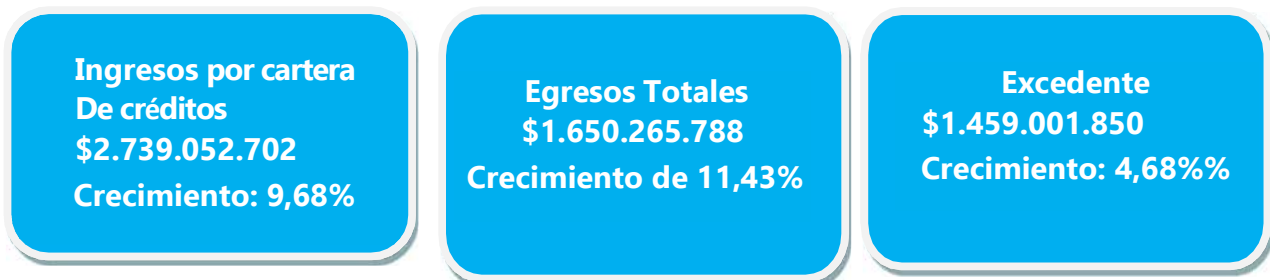 Ingresos por cartera
De créditos
$2.739.052.702
Crecimiento: 9,68%
Egresos Totales
$1.650.265.788
Crecimiento de 11,43%
Excedente
$1.459.001.850
Crecimiento: 4,68%%